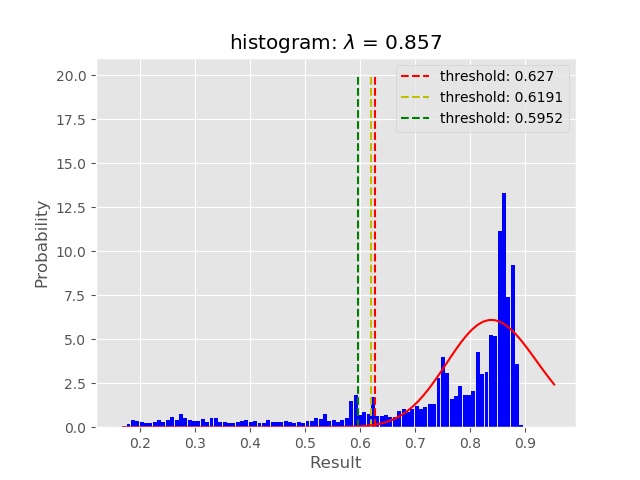 histogram: λ = 0.857
threshold: 0.627
threshold: 0.6191
threshold: 0.5952
20.0
17.5
15.0
12.5
10.0
7.5
5.0
2.5
0.0
Probability
0.2 0.3 0.4 0.5 0.6 0.7 0.8 0.9
Result